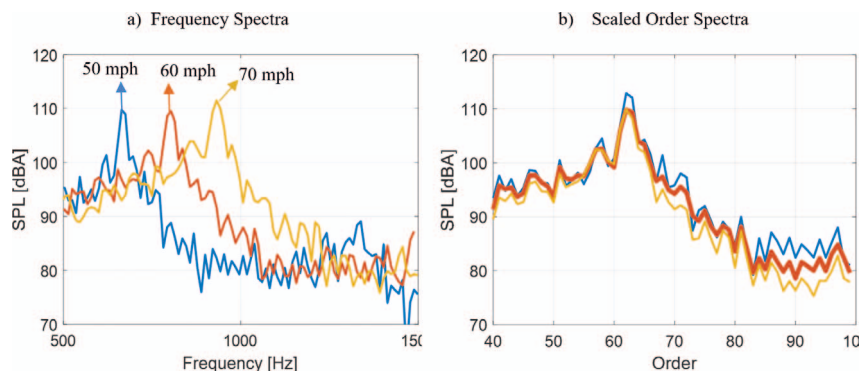 a) Frequency Spectra
120
110
100
90
80
70
SPL [dBA]
50 mph
60 mph
70 mph
500
1000
150
Frequency [Hz]
b) Scaled Order Spectra
120
110
100
90
80
70
SPL [dBA]
40
50
60
70
80
90
100
Order